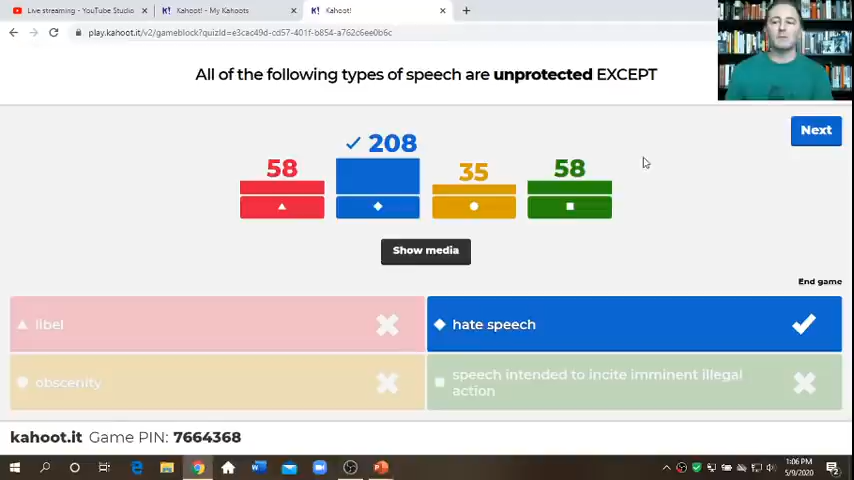 Live streaming - YouTube Studio
Kahoot! - My Kahoots
Kahoot!
play.kahoot.it/v2/gameblock?quizId=e3cac49d-cd57-401f-b854-a762c6ee0b6c
All of the following types of speech are unprotected EXCEPT
Next
58
208
35
58
Show media
End game
libel
hate speech
obscenity
speech intended to incite imminent illegal
action
kahoot.it Game PIN: 7664368
1:06 PM
5/9/2020